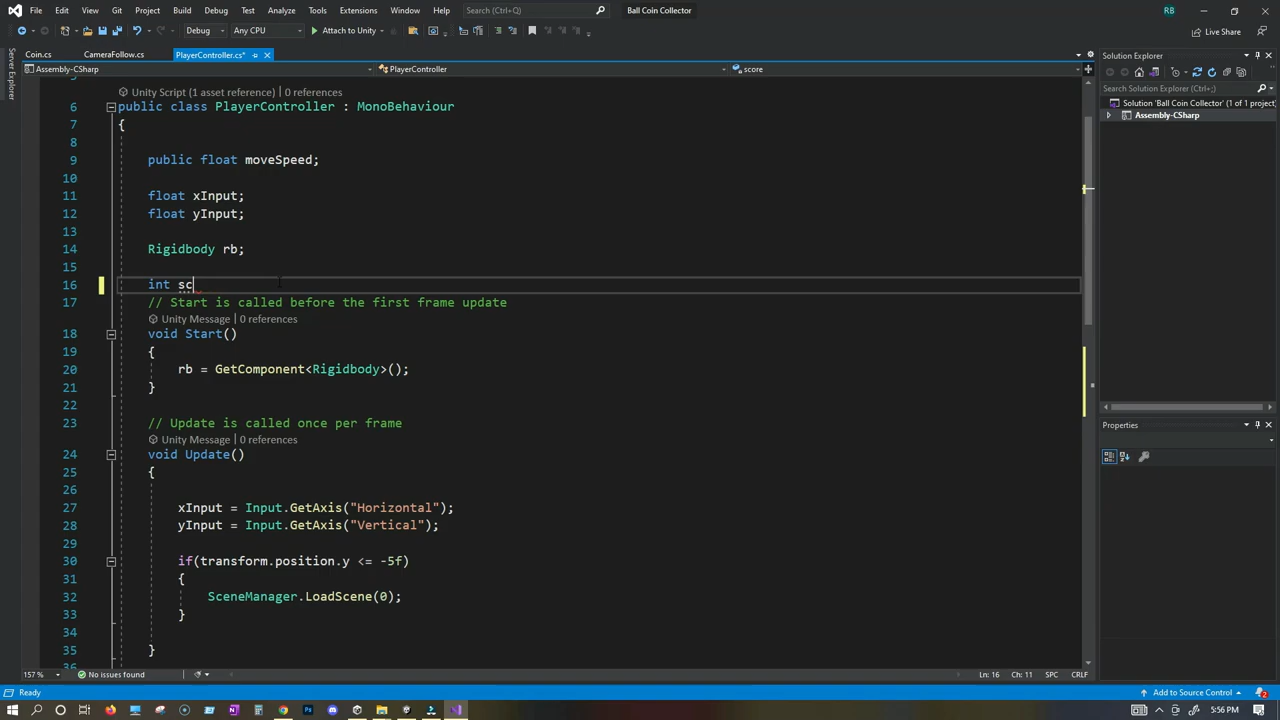 File Edit View Git Project Build Debug Test Analyze Tools Extensions Window Help Search (Ctrl+Q) Ball Coin Collector RB
Debug Any CPU Attach to Unity Live Share
Server Explorer
Coin.cs CameraFollow.cs PlayerController.cs*
Assembly-CSharp PlayerController score
Unity Script (1 asset reference) | 0 references
6 public class PlayerController : MonoBehaviour
7 {
8
9 public float moveSpeed;
10
11 float xInput;
12 float yInput;
13
14 Rigidbody rb;
15
16 int sc
17 // Start is called before the first frame update
Unity Message | 0 references
18 void Start()
19 {
20 rb = GetComponent<Rigidbody>();
21 }
22
23 // Update is called once per frame
Unity Message | 0 references
24 void Update()
25 {
26
27 xInput = Input.GetAxis("Horizontal");
28 yInput = Input.GetAxis("Vertical");
29
30 if(transform.position.y <= -5f)
31 {
32 SceneManager.LoadScene(0);
33 }
34
35 }
36
157 % No issues found Ln: 16 Ch: 11 SPC CRLF
Solution Explorer
Search Solution Explorer (Ctrl+;)
Solution 'Ball Coin Collector' (1 of 1 project)
Assembly-CSharp
Properties
Ready Add to Source Control 2
5:56 PM